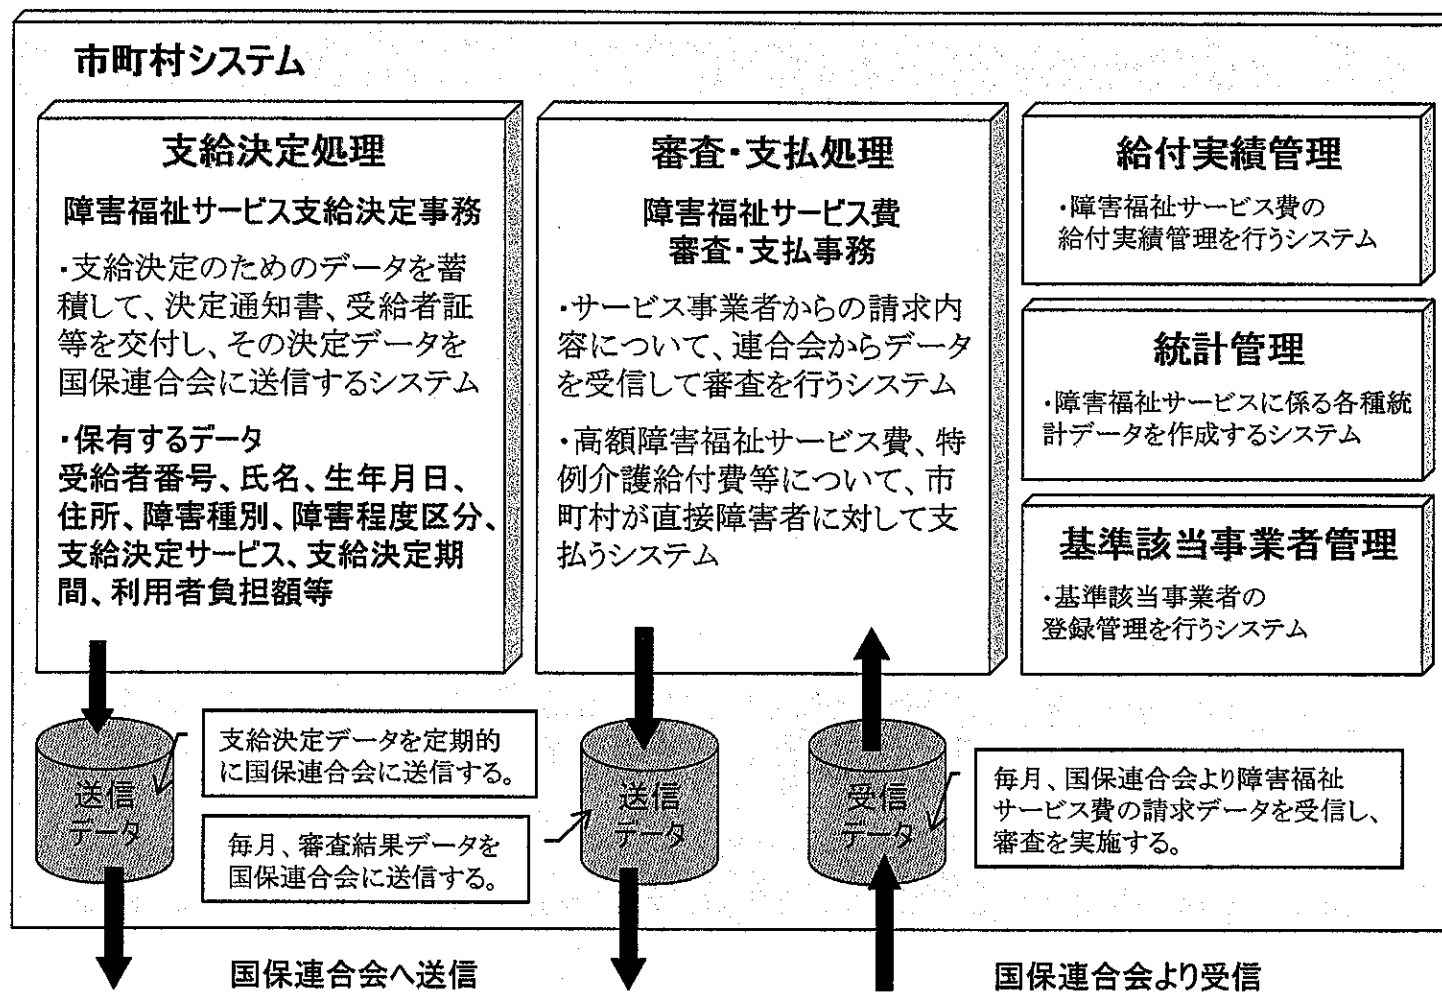 市町村システム
支給決定処理
障害福祉サービス支給決定事務
・支給決定のためのデータを蓄
積して、決定通知書、受給者証
等を交付し、その決定データを
国保連合会に送信するシステム
・保有するデータ
受給者番号、氏名、生年月日、
住所、障害種別、障害程度区分、
支給決定サービス、支給決定期
間、利用者負担額等
審査・支払処理
障害福祉サービス費
審査・支払事務
・サービス事業者からの請求内
容について、連合会からデータ
を受信して審査を行うシステム
・高額障害福祉サービス費、特
例介護給付費等について、市
町村が直接障害者に対して支
払うシステム
給付実績管理
・障害福祉サービス費の
給付実績管理を行うシステム
統計管理
・障害福祉サービスに係る各種統
計データを作成するシステム
基準該当事業者管理
・基準該当事業者の
登録管理を行うシステム
送信
データ
支給決定データを定期的
に国保連合会に送信する。
毎月、審査結果データを
国保連合会に送信する。
送信
データ
受信
データ
毎月、国保連合会より障害福祉
サービス費の請求データを受信し、
審査を実施する。
国保連合会へ送信
国保連合会より受信